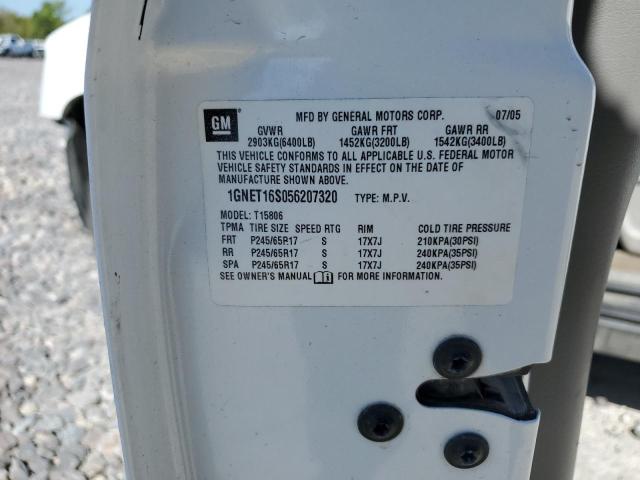 GM
MFD BY GENERAL MOTORS CORP. 07/05
GVWR GAWR FRT GAWR RR
2903KG(6400LB) 1452KG(3200LB) 1542KG(3400LB)
THIS VEHICLE CONFORMS TO ALL APPLICABLE U.S. FEDERAL MOTOR
VEHICLE SAFETY STANDARDS IN EFFECT ON THE DATE OF
MANUFACTURE SHOWN ABOVE.
1GNET16S056207320 TYPE: M.P.V.
MODEL: T15806
TPMA TIRE SIZE SPEED RTG RIM COLD TIRE PRESSURE
FRT P245/65R17 S 17X7J 210KPA(30PSI)
RR P245/65R17 S 17X7J 240KPA(35PSI)
SPA P245/65R17 S 17X7J 240KPA(35PSI)
SEE OWNER'S MANUAL FOR MORE INFORMATION.